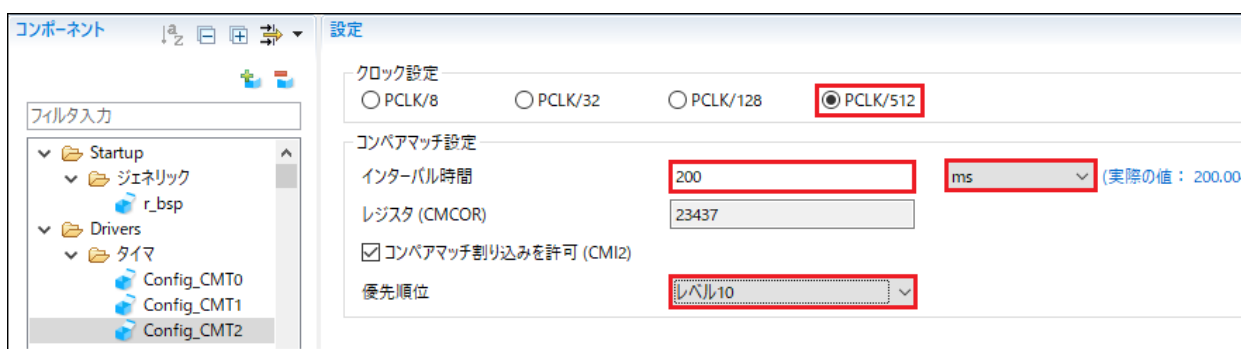 コンポーネント
設定
フィルタ入力
Startup
ジェネリック
r_bsp
Drivers
タイマ
Config_CMT0
Config_CMT1
Config_CMT2
クロック設定
PCLK/8 PCLK/32 PCLK/128 PCLK/512
コンペアマッチ設定
インターバル時間 200 ms (実際の値： 200.00
レジスタ (CMCOR) 23437
コンペアマッチ割り込みを許可 (CMI2)
優先順位 レベル10